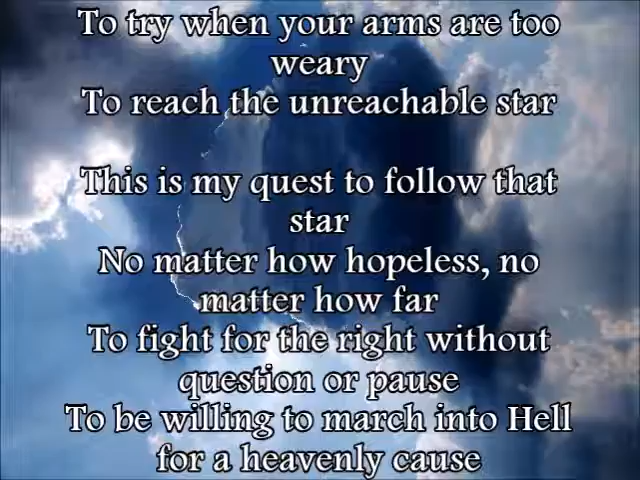 To try when your arms are too
weary
To reach the unreachable star
This is my quest to follow that
star
No matter how hopeless, no
matter how far
To fight for the right without
question or pause
To be willing to march into Hell
for a heavenly cause